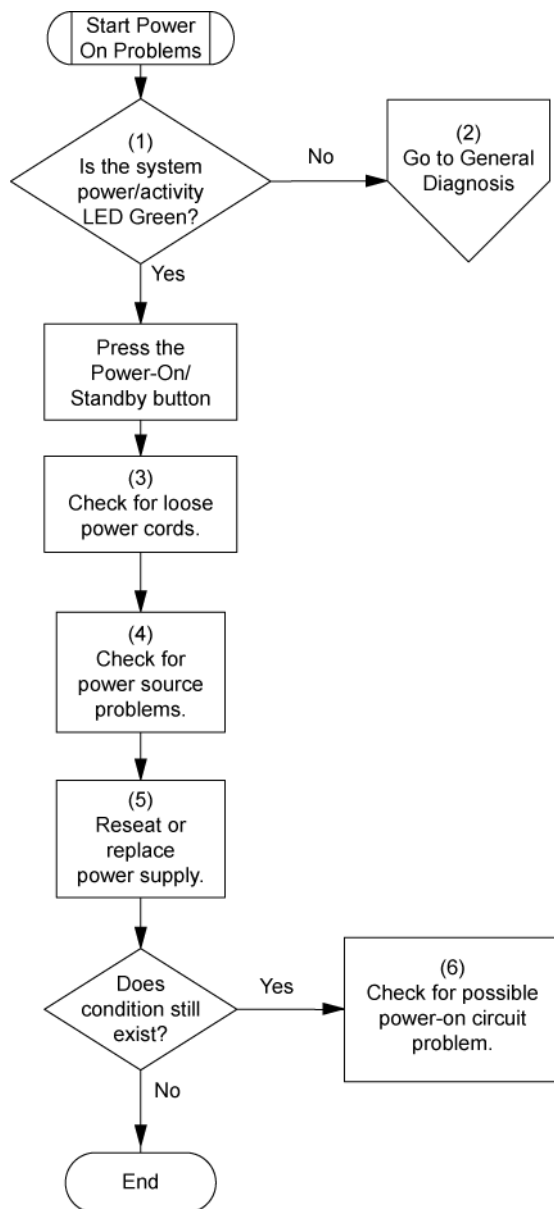 Start Power
On Problems
(1)
Is the system
power/activity
LED Green?
No
(2)
Go to General
Diagnosis
Yes
Press the
Power-On/
Standby button
(3)
Check for loose
power cords.
(4)
Check for
power source
problems.
(5)
Reseat or
replace
power supply.
Does
condition still
exist?
Yes
(6)
Check for possible
power-on circuit
problem.
No
End